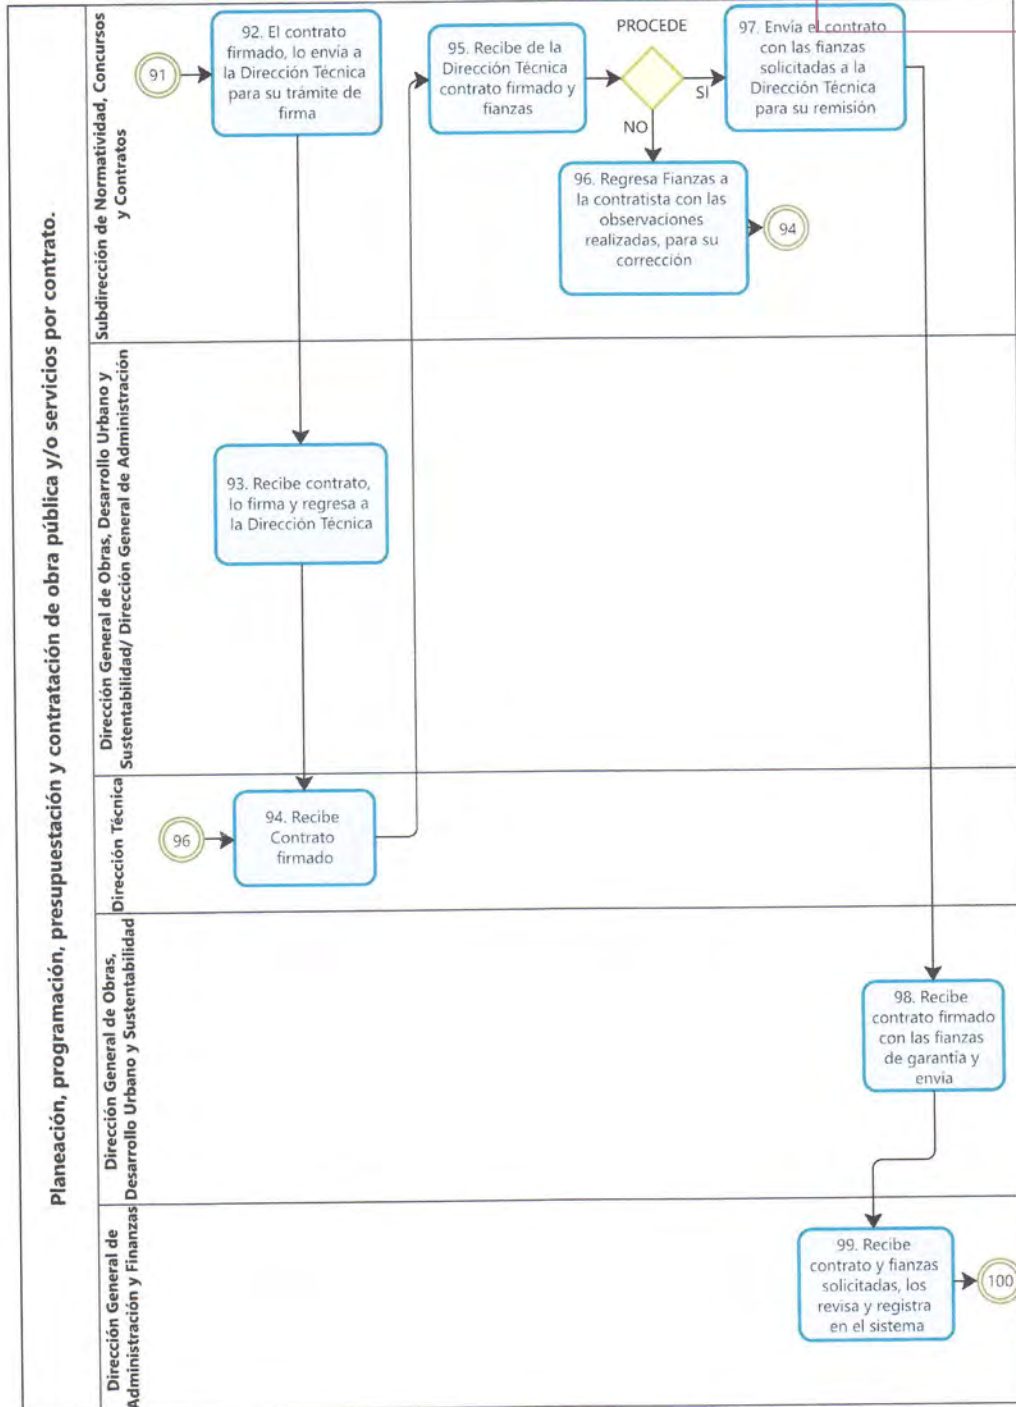 Planeación, programación, presupuestación y contratación de obra pública y/o servicios por contrato.
Subdirección de Normatividad, Concursos
y Contratos
91
92. El contrato
firmado, lo envía a
la Dirección Técnica
para su trámite de
firma
95. Recibe de la
Dirección Técnica
contrato firmado y
fianzas
PROCEDE
SI
NO
97. Envía el contrato
con las fianzas
solicitadas a la
Dirección Técnica
para su remisión
96. Regresa Fianzas a
la contratista con las
observaciones
realizadas, para su
corrección
94
Dirección General de Obras, Desarrollo Urbano y
Sustentabilidad/ Dirección General de Administración
93. Recibe contrato,
lo firma y regresa a
la Dirección Técnica
Dirección Técnica
96
94. Recibe
Contrato
firmado
Dirección General de Obras,
Desarrollo Urbano y Sustentabilidad
98. Recibe
contrato firmado
con las fianzas
de garantía y
envia
Dirección General de
Administración y Finanzas
99. Recibe
contrato y fianzas
solicitadas, los
revisa y registra
en el sistema
100